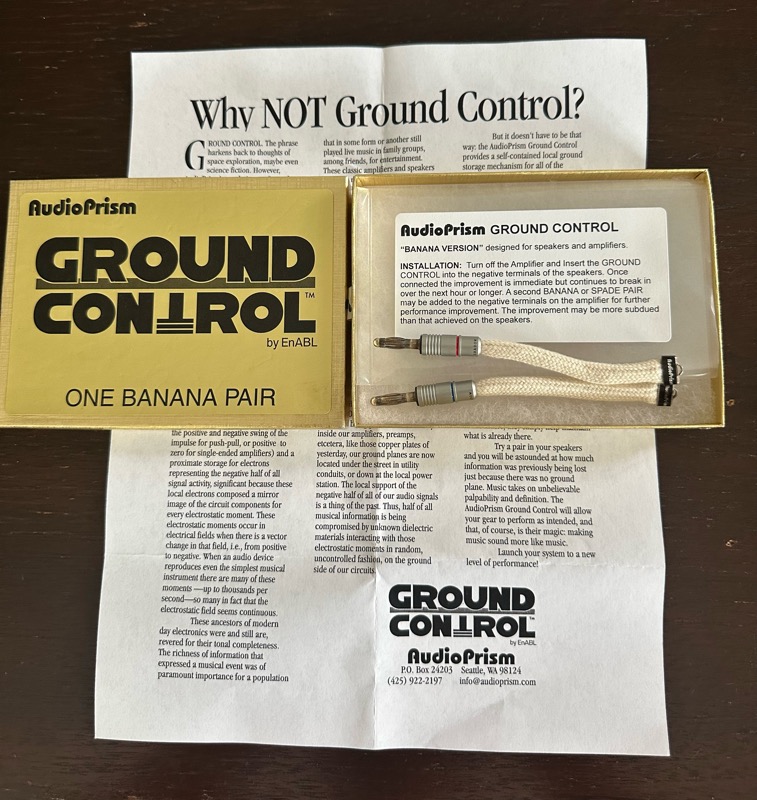 Why NOT Ground Control?
GROUND CONTROL. The phrase
harkens back to thoughts of
space exploration, maybe even
science fiction. However,
that in some form or another still
played live music in family groups,
among friends, for entertainment.
These classic amplifiers and speakers
But it doesn't have to be that
way: the AudioPrism Ground Control
provides a self-contained local ground
storage mechanism for all of the
AudioPrism
GROUND
CONTROL™
by EnABL
ONE BANANA PAIR
AudioPrism GROUND CONTROL
"BANANA VERSION" designed for speakers and amplifiers.
INSTALLATION: Turn off the Amplifier and Insert the GROUND
CONTROL into the negative terminals of the speakers. Once
connected the improvement is immediate but continues to break in
over the next hour or longer. A second BANANA or SPADE PAIR
may be added to the negative terminals on the amplifier for further
performance improvement. The improvement may be more subdued
than that achieved on the speakers.
AudioPrism
the positive and negative swing of the
impulse for push-pull, or positive to
zero for single-ended amplifiers) and a
proximate storage for electrons
representing the negative half of all
signal activity, significant because these
local electrons composed a mirror
image of the circuit components for
every electrostatic moment. These
electrostatic moments occur in
electrical fields when there is a vector
change in that field, i.e., from positive
to negative. When an audio device
reproduces even the simplest musical
instrument there are many of these
moments —up to thousands per
second—so many in fact that the
electrostatic field seems continuous.
These ancestors of modern
day electronics were and still are,
revered for their tonal completeness.
The richness of information that
expressed a musical event was of
paramount importance for a population
inside our amplifiers, preamps,
etcetera, like those copper plates of
yesterday, our ground planes are now
located under the street in utility
conduits, or down at the local power
station. The local support of the
negative half of all of our audio signals
is a thing of the past. Thus, half of all
musical information is being
compromised by unknown dielectric
materials interacting with those
electrostatic moments in random,
uncontrolled fashion, on the ground
side of our circuits.
what is already there.
Try a pair in your speakers
and you will be astounded at how much
information was previously being lost
just because there was no ground
plane. Music takes on unbelievable
palpability and definition. The
AudioPrism Ground Control will allow
your gear to perform as intended, and
that, of course, is their magic: making
music sound more like music.
Launch your system to a new
level of performance!
GROUND
CONTROL™
by EnABL
AudioPrism
P.O. Box 24203 Seattle, WA 98124
(425) 922-2197 info@audioprism.com